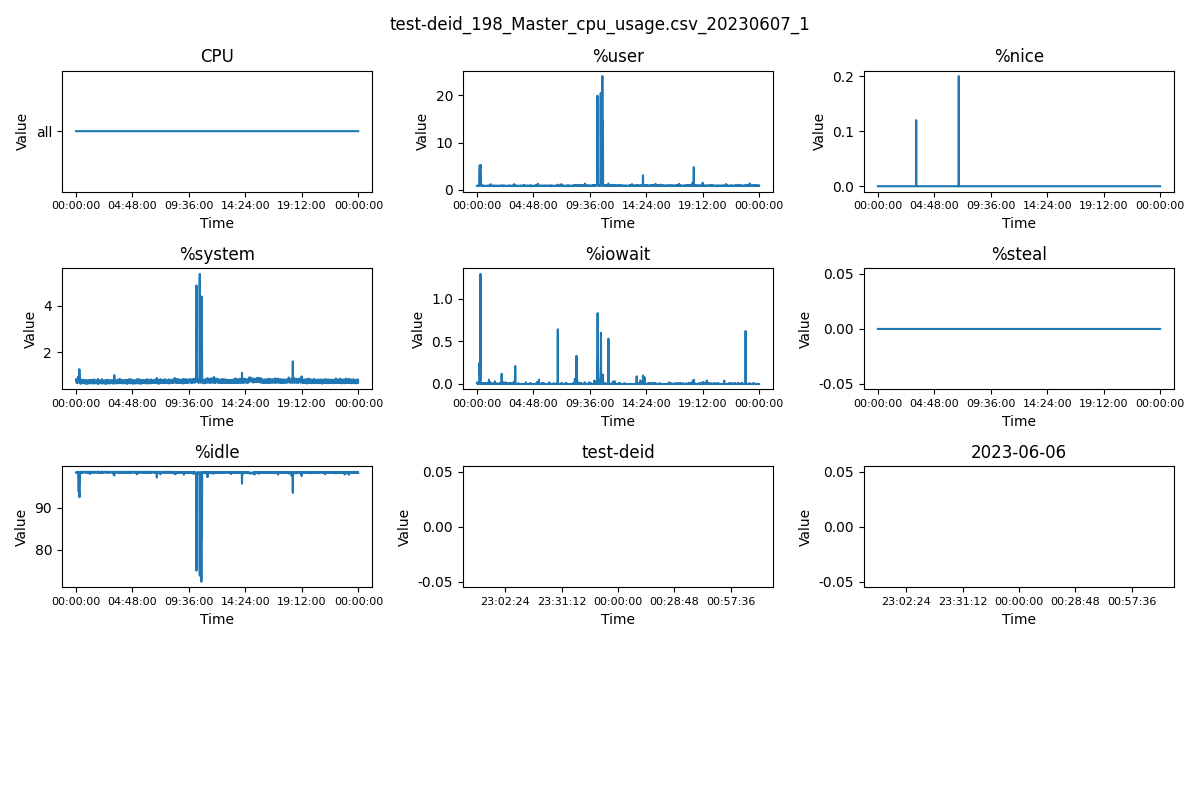 test-deid_198_Master_cpu_usage.csv_20230607_1
CPU
Value
all
00:00:00 04:48:00 09:36:00 14:24:00 19:12:00 00:00:00
Time
%user
Value
20
10
0
00:00:00 04:48:00 09:36:00 14:24:00 19:12:00 00:00:00
Time
%nice
Value
0.2
0.1
0.0
00:00:00 04:48:00 09:36:00 14:24:00 19:12:00 00:00:00
Time
%system
Value
4
2
00:00:00 04:48:00 09:36:00 14:24:00 19:12:00 00:00:00
Time
%iowait
Value
1.0
0.5
0.0
00:00:00 04:48:00 09:36:00 14:24:00 19:12:00 00:00:00
Time
%steal
Value
0.05
0.00
-0.05
00:00:00 04:48:00 09:36:00 14:24:00 19:12:00 00:00:00
Time
%idle
Value
90
80
00:00:00 04:48:00 09:36:00 14:24:00 19:12:00 00:00:00
Time
test-deid
Value
0.05
0.00
-0.05
23:02:24 23:31:12 00:00:00 00:28:48 00:57:36
Time
2023-06-06
Value
0.05
0.00
-0.05
23:02:24 23:31:12 00:00:00 00:28:48 00:57:36
Time